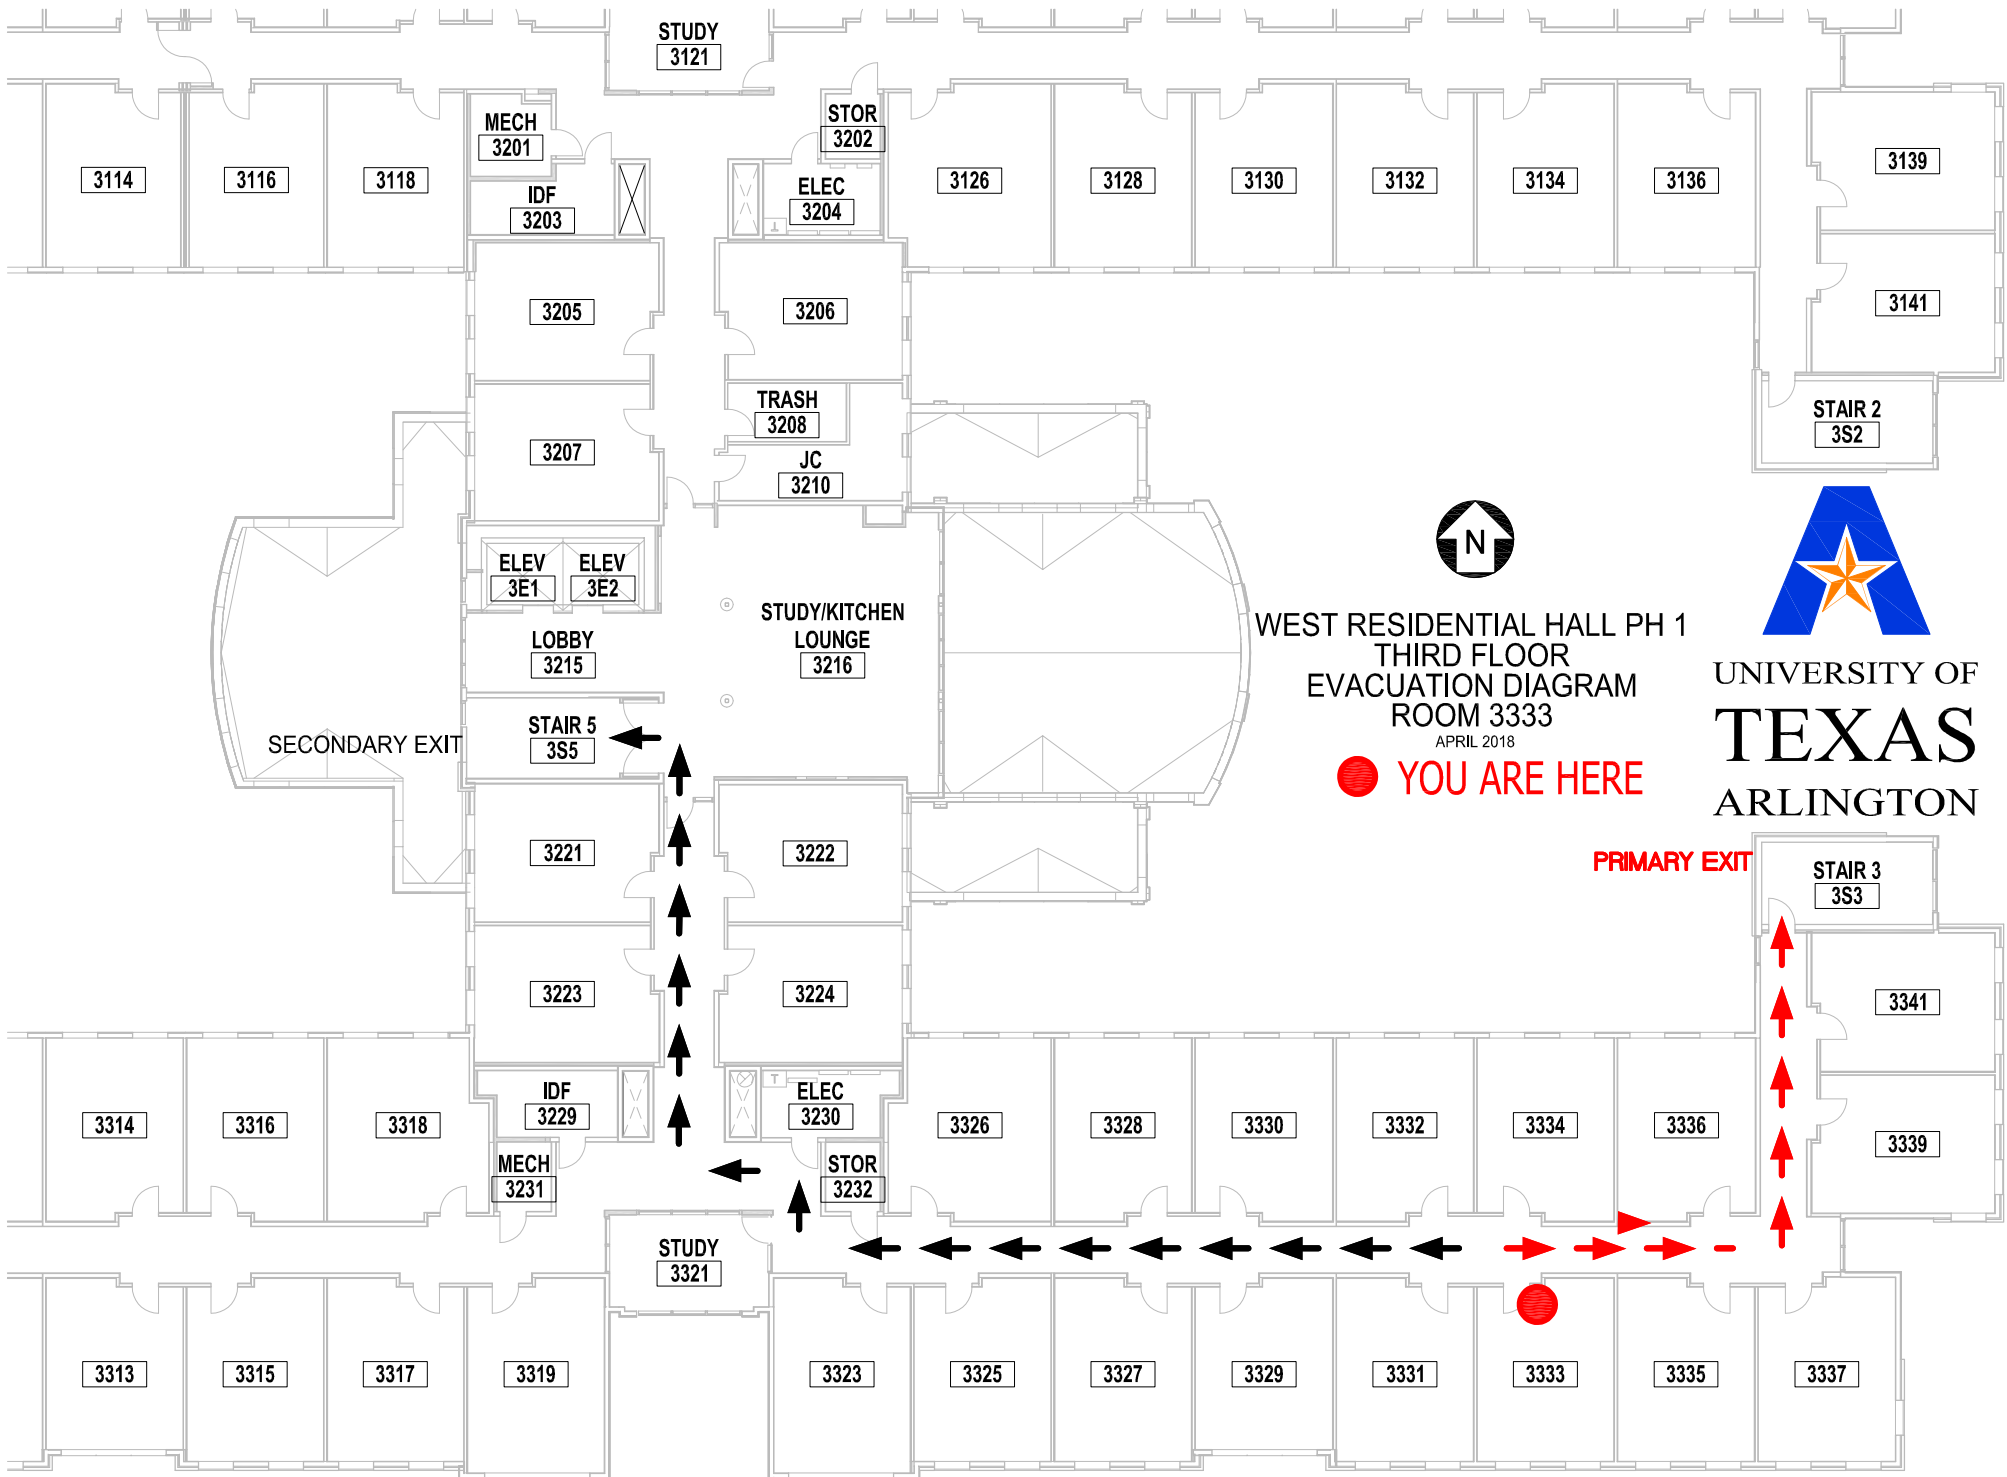 STUDY
3121
MECH
3201
STOR
3202
3114
3116
3118
IDF
3203
ELEC
3204
3126
3128
3130
3132
3134
3136
3139
3205
3206
3141
TRASH
3208
3207
JC
3210
STAIR 2
3S2
ELEV
3E1
ELEV
3E2
N
STUDY/KITCHEN
LOUNGE
3216
LOBBY
3215
WEST RESIDENTIAL HALL PH 1
THIRD FLOOR
EVACUATION DIAGRAM
ROOM 3333
APRIL 2018
YOU ARE HERE
UNIVERSITY OF
TEXAS
ARLINGTON
SECONDARY EXIT
STAIR 5
3S5
3221
3222
PRIMARY EXIT
STAIR 3
3S3
3223
3224
3341
IDF
3229
T
ELEC
3230
3314
3316
3318
3326
3328
3330
3332
3334
3336
3339
MECH
3231
STOR
3232
STUDY
3321
3313
3315
3317
3319
3323
3325
3327
3329
3331
3333
3335
3337